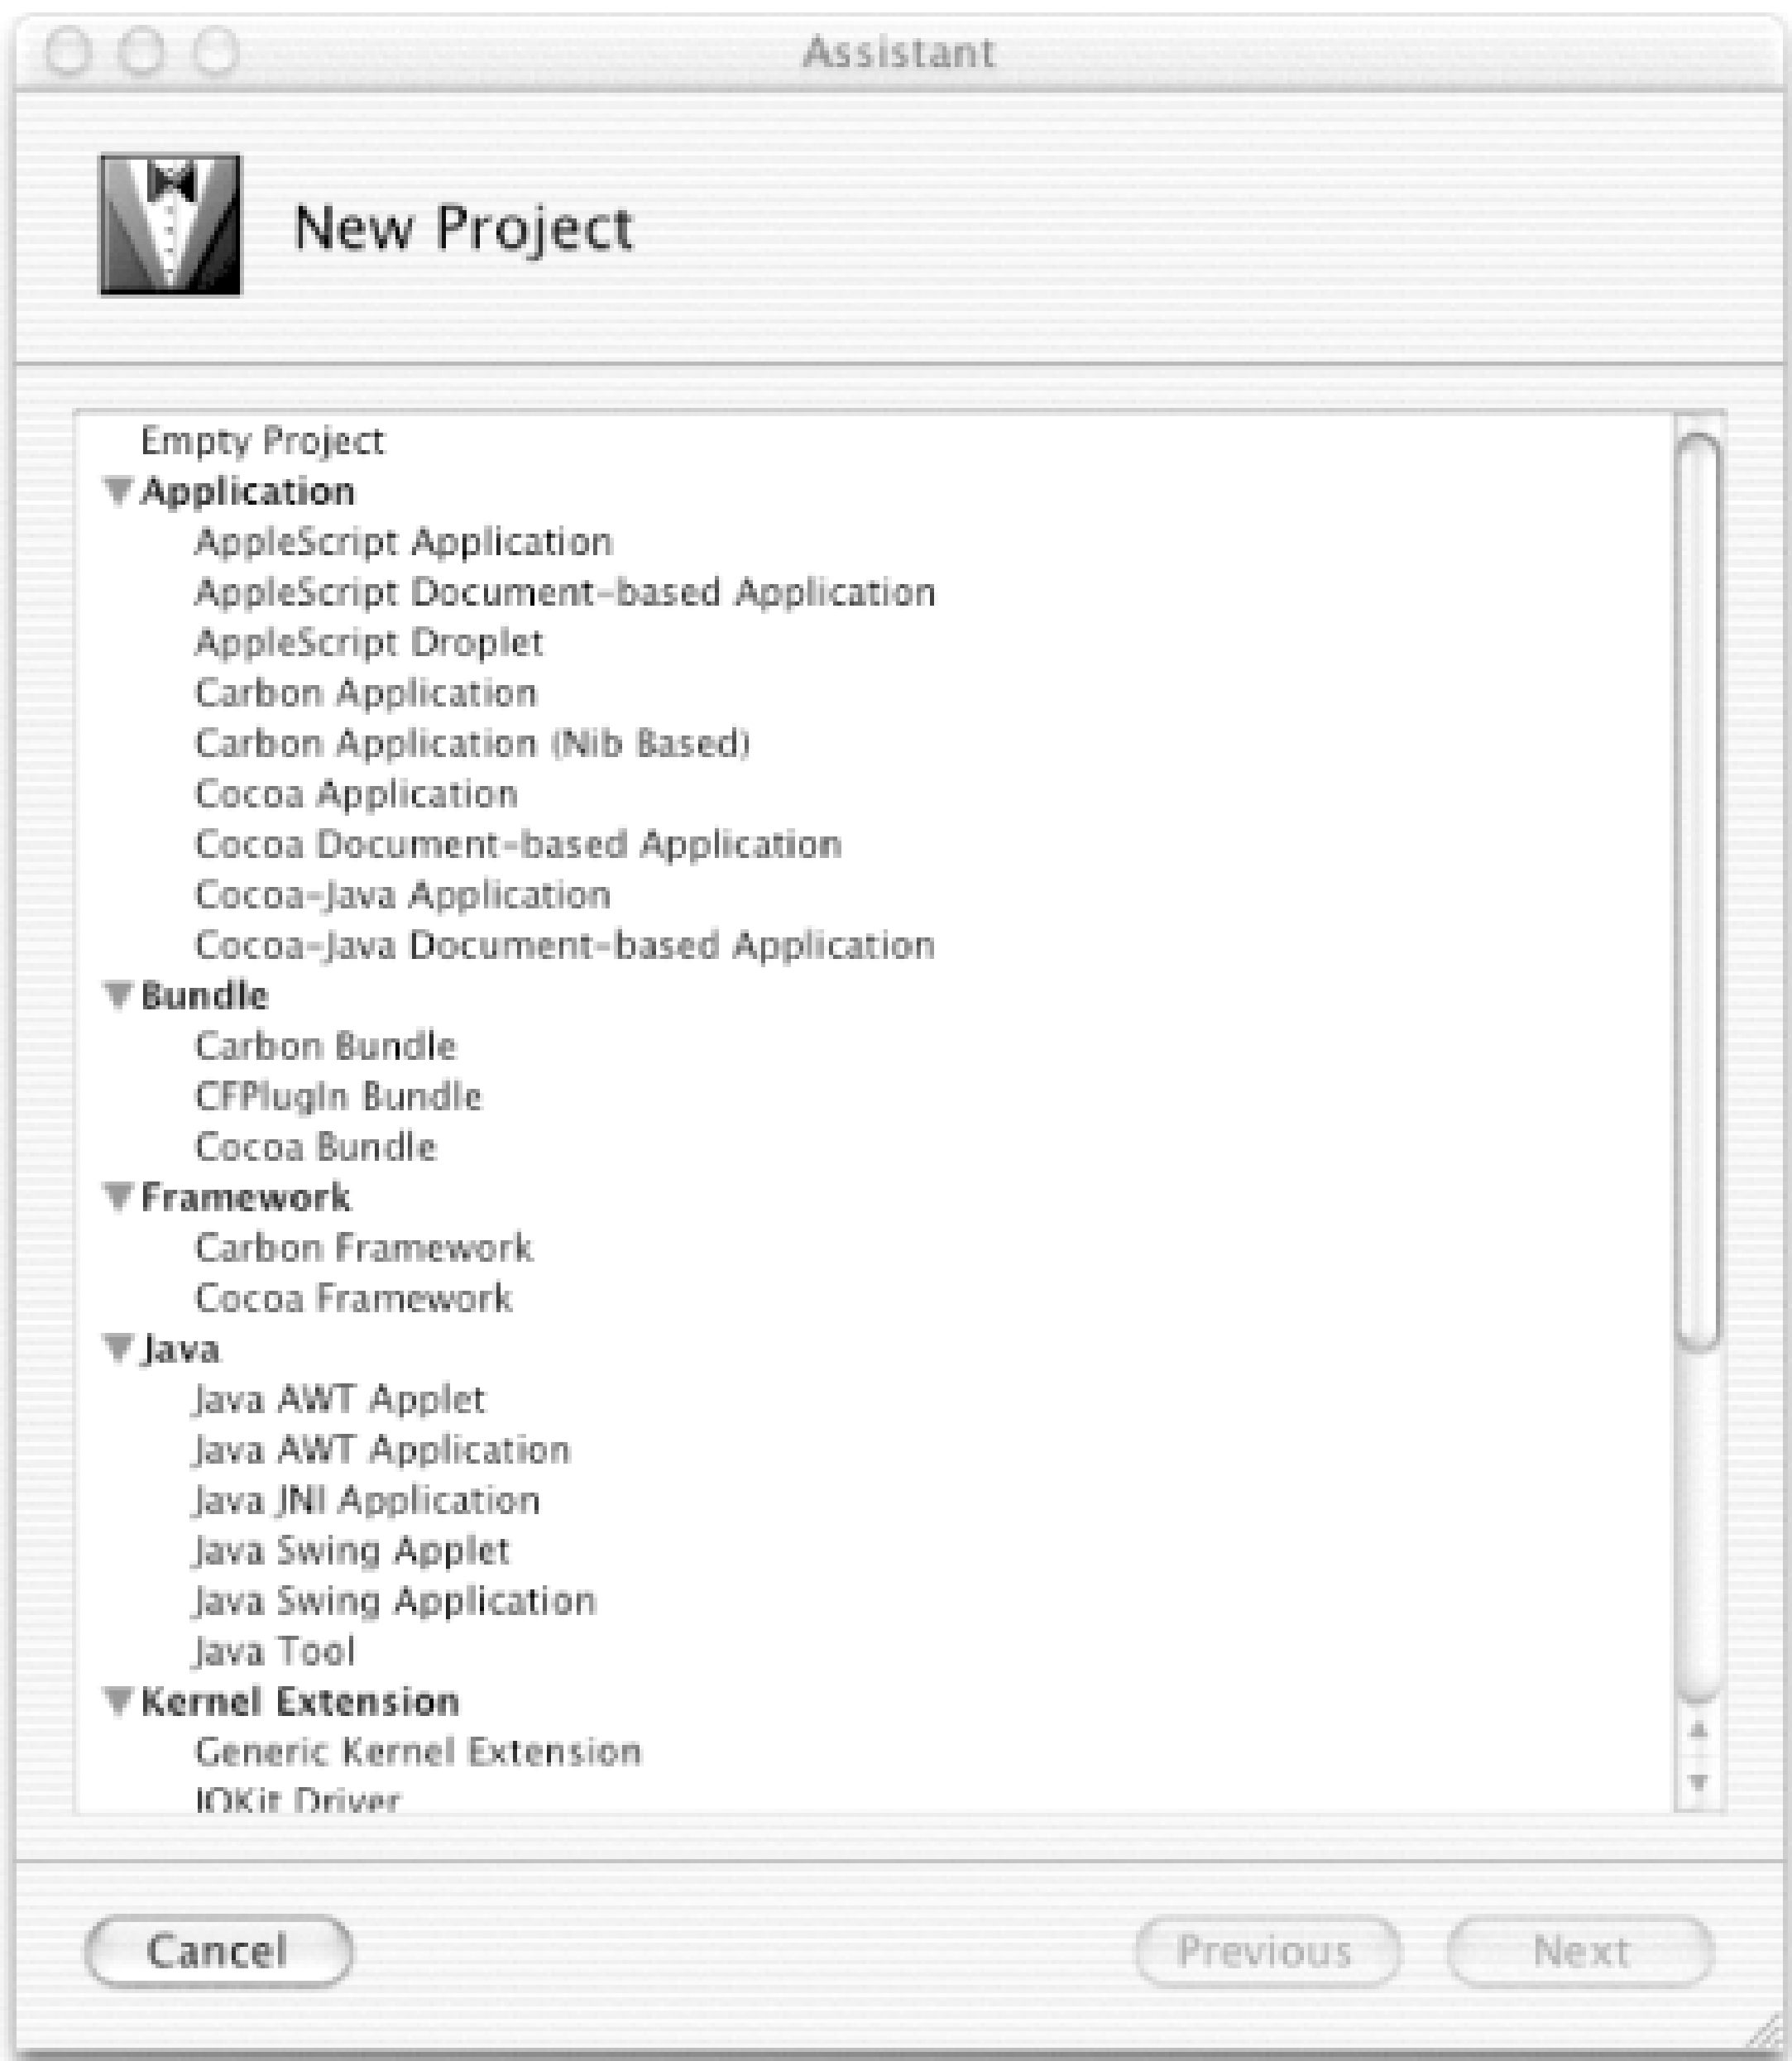 Assistant
New Project
Empty Project
Application
AppleScript Application
AppleScript Document-based Application
AppleScript Droplet
Carbon Application
Carbon Application (Nib Based)
Cocoa Application
Cocoa Document-based Application
Cocoa-Java Application
Cocoa-Java Document-based Application
Bundle
Carbon Bundle
CFPlugIn Bundle
Cocoa Bundle
Framework
Carbon Framework
Cocoa Framework
Java
Java AWT Applet
Java AWT Application
Java JNI Application
Java Swing Applet
Java Swing Application
Java Tool
Kernel Extension
Generic Kernel Extension
IOKit Driver
Cancel Previous Next